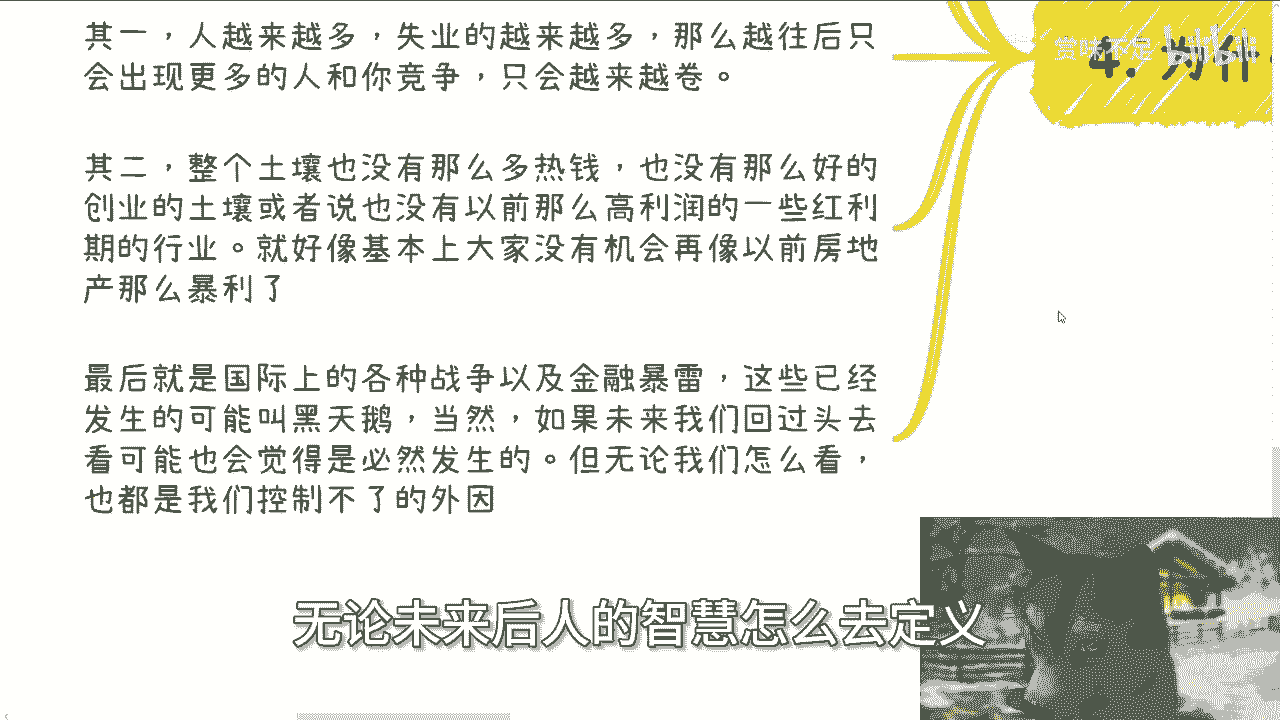 其一，人越来越多，失业的越来越多，那么越往后只
会出现更多的人和你竞争，只会越来越卷。
4. 为什
bilibili
其二，整个土壤也没有那么多热钱，也没有那么好的
创业的土壤或者说也没有以前那么高利润的一些红利
期的行业。就好像基本上大家没有机会再像以前房地
产那么暴利了
最后就是国际上的各种战争以及金融暴雷，这些已经
发生的可能叫黑天鹅，当然，如果未来我们回过头去
看可能也会觉得是必然发生的。但无论我们怎么看，
也都是我们控制不了的外因
无论未来后人的智慧怎么去定义